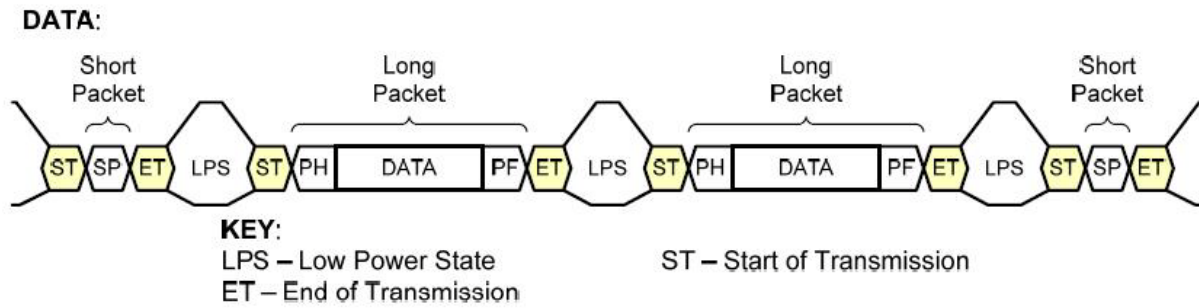 DATA:
Short Packet
Long Packet
Long Packet
Short Packet
ST SP ET LPS ST PH DATA PF ET LPS ST PH DATA PF ET LPS ST SP ET
KEY:
LPS – Low Power State
ST – Start of Transmission
ET – End of Transmission